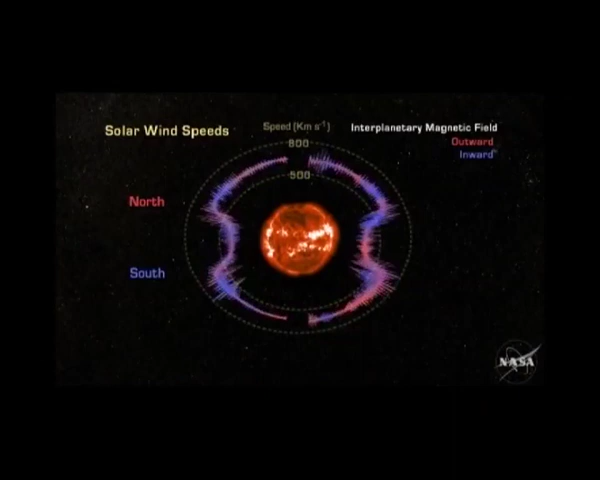 Solar Wind Speeds
Speed (Km s-1)
800
500
Interplanetary Magnetic Field
Outward
Inward
North
South
NASA